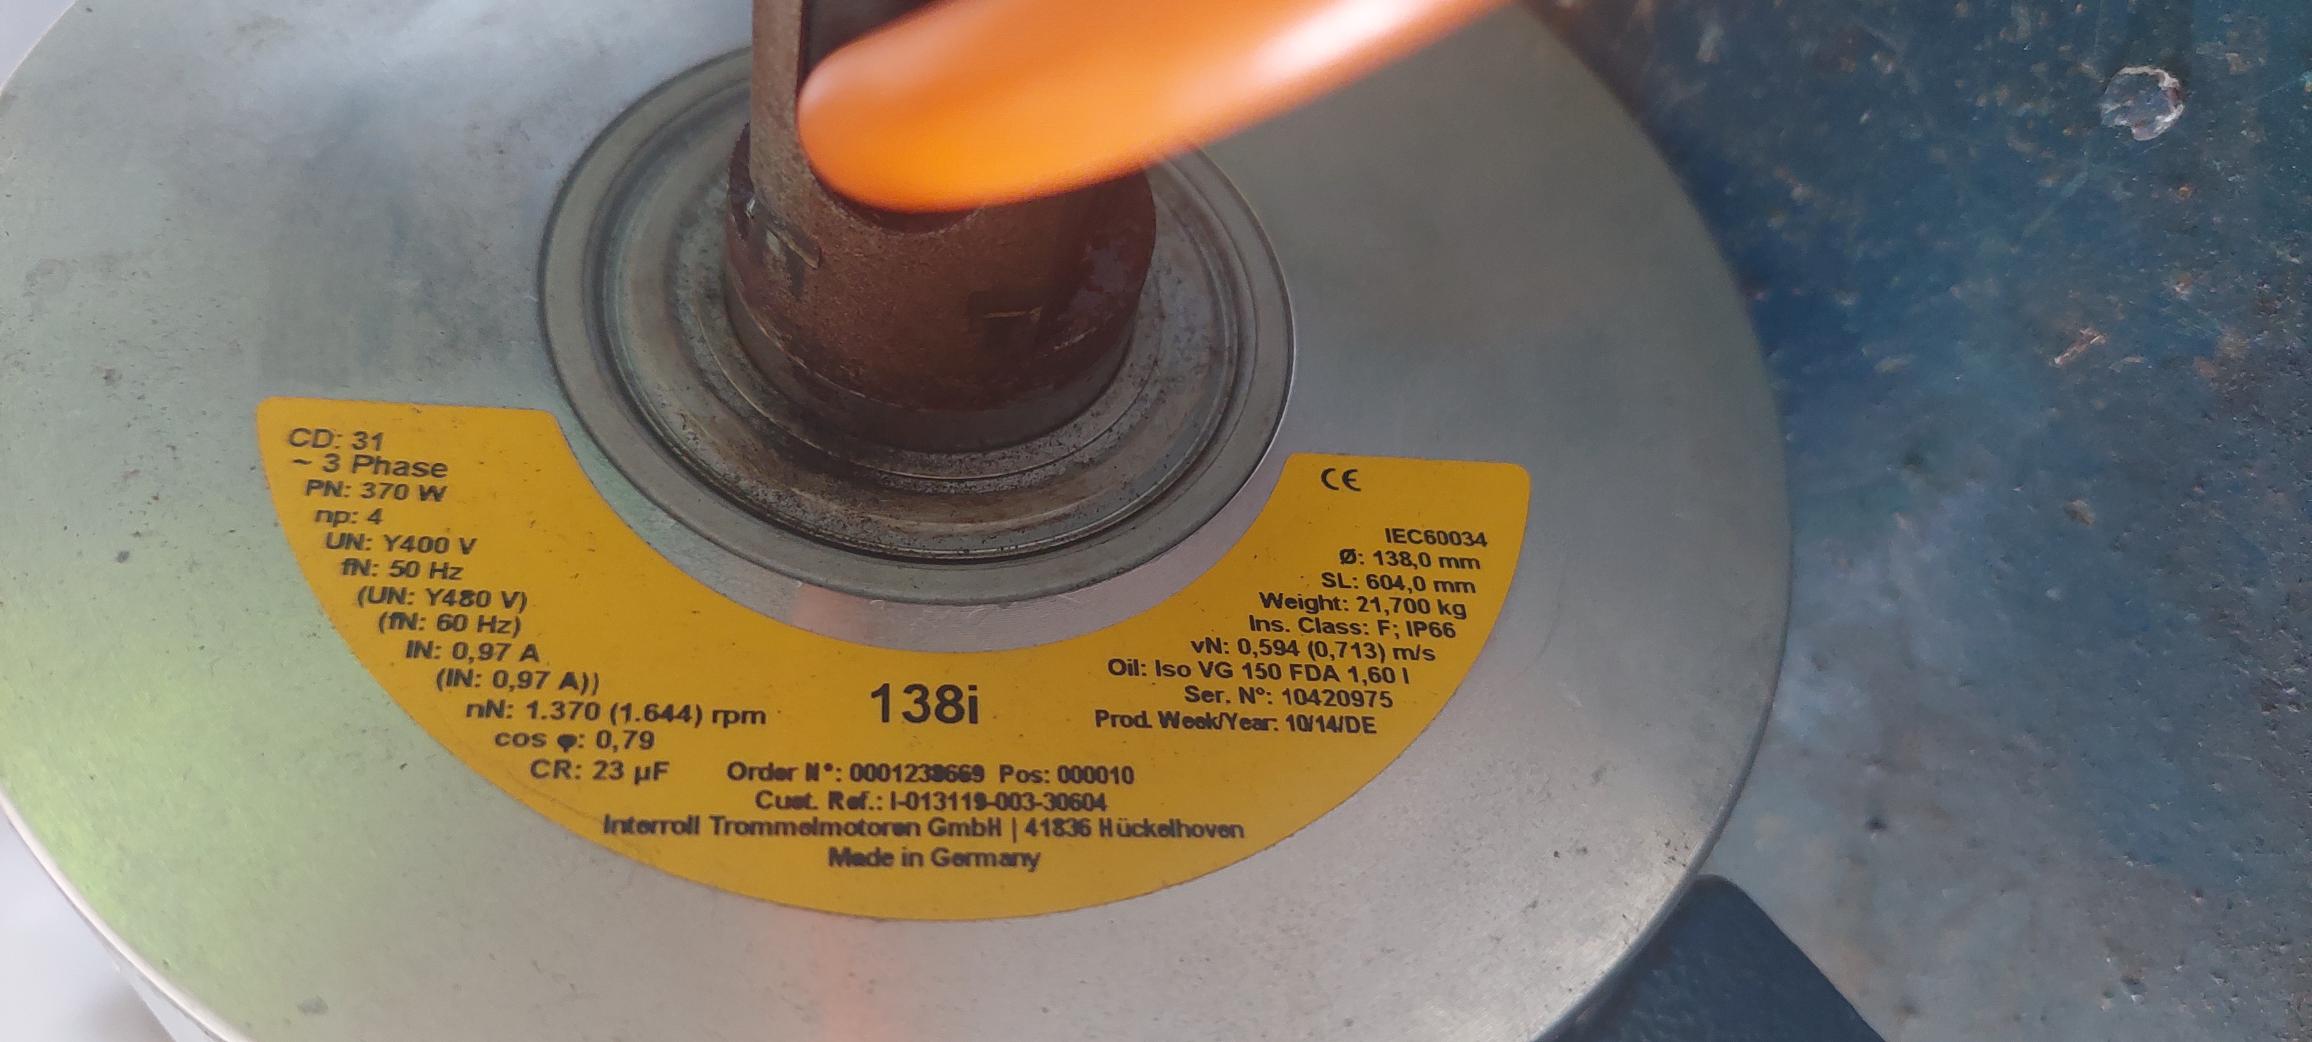 CD: 31
~ 3 Phase
PN: 370 W
np: 4
UN: Y400 V
fN: 50 Hz
(UN: Y480 V)
(fN: 60 Hz)
IN: 0,97 A
(IN: 0,97 A))
nN: 1.370 (1.644) rpm
cos φ: 0,79
CR: 23 µF
138i
CE
IEC60034
Ø: 138,0 mm
SL: 604,0 mm
Weight: 21,700 kg
Ins. Class: F; IP66
vN: 0,594 (0,713) m/s
Oil: Iso VG 150 FDA 1,60 l
Ser. Nº: 10420975
Prod. Week/Year: 10/14/DE
Order N°: Pos: 000010
Cust. Ref.: I-013119-003-30604
Interroll Trommelmotoren GmbH | 41836 Hückelhoven
Made in Germany